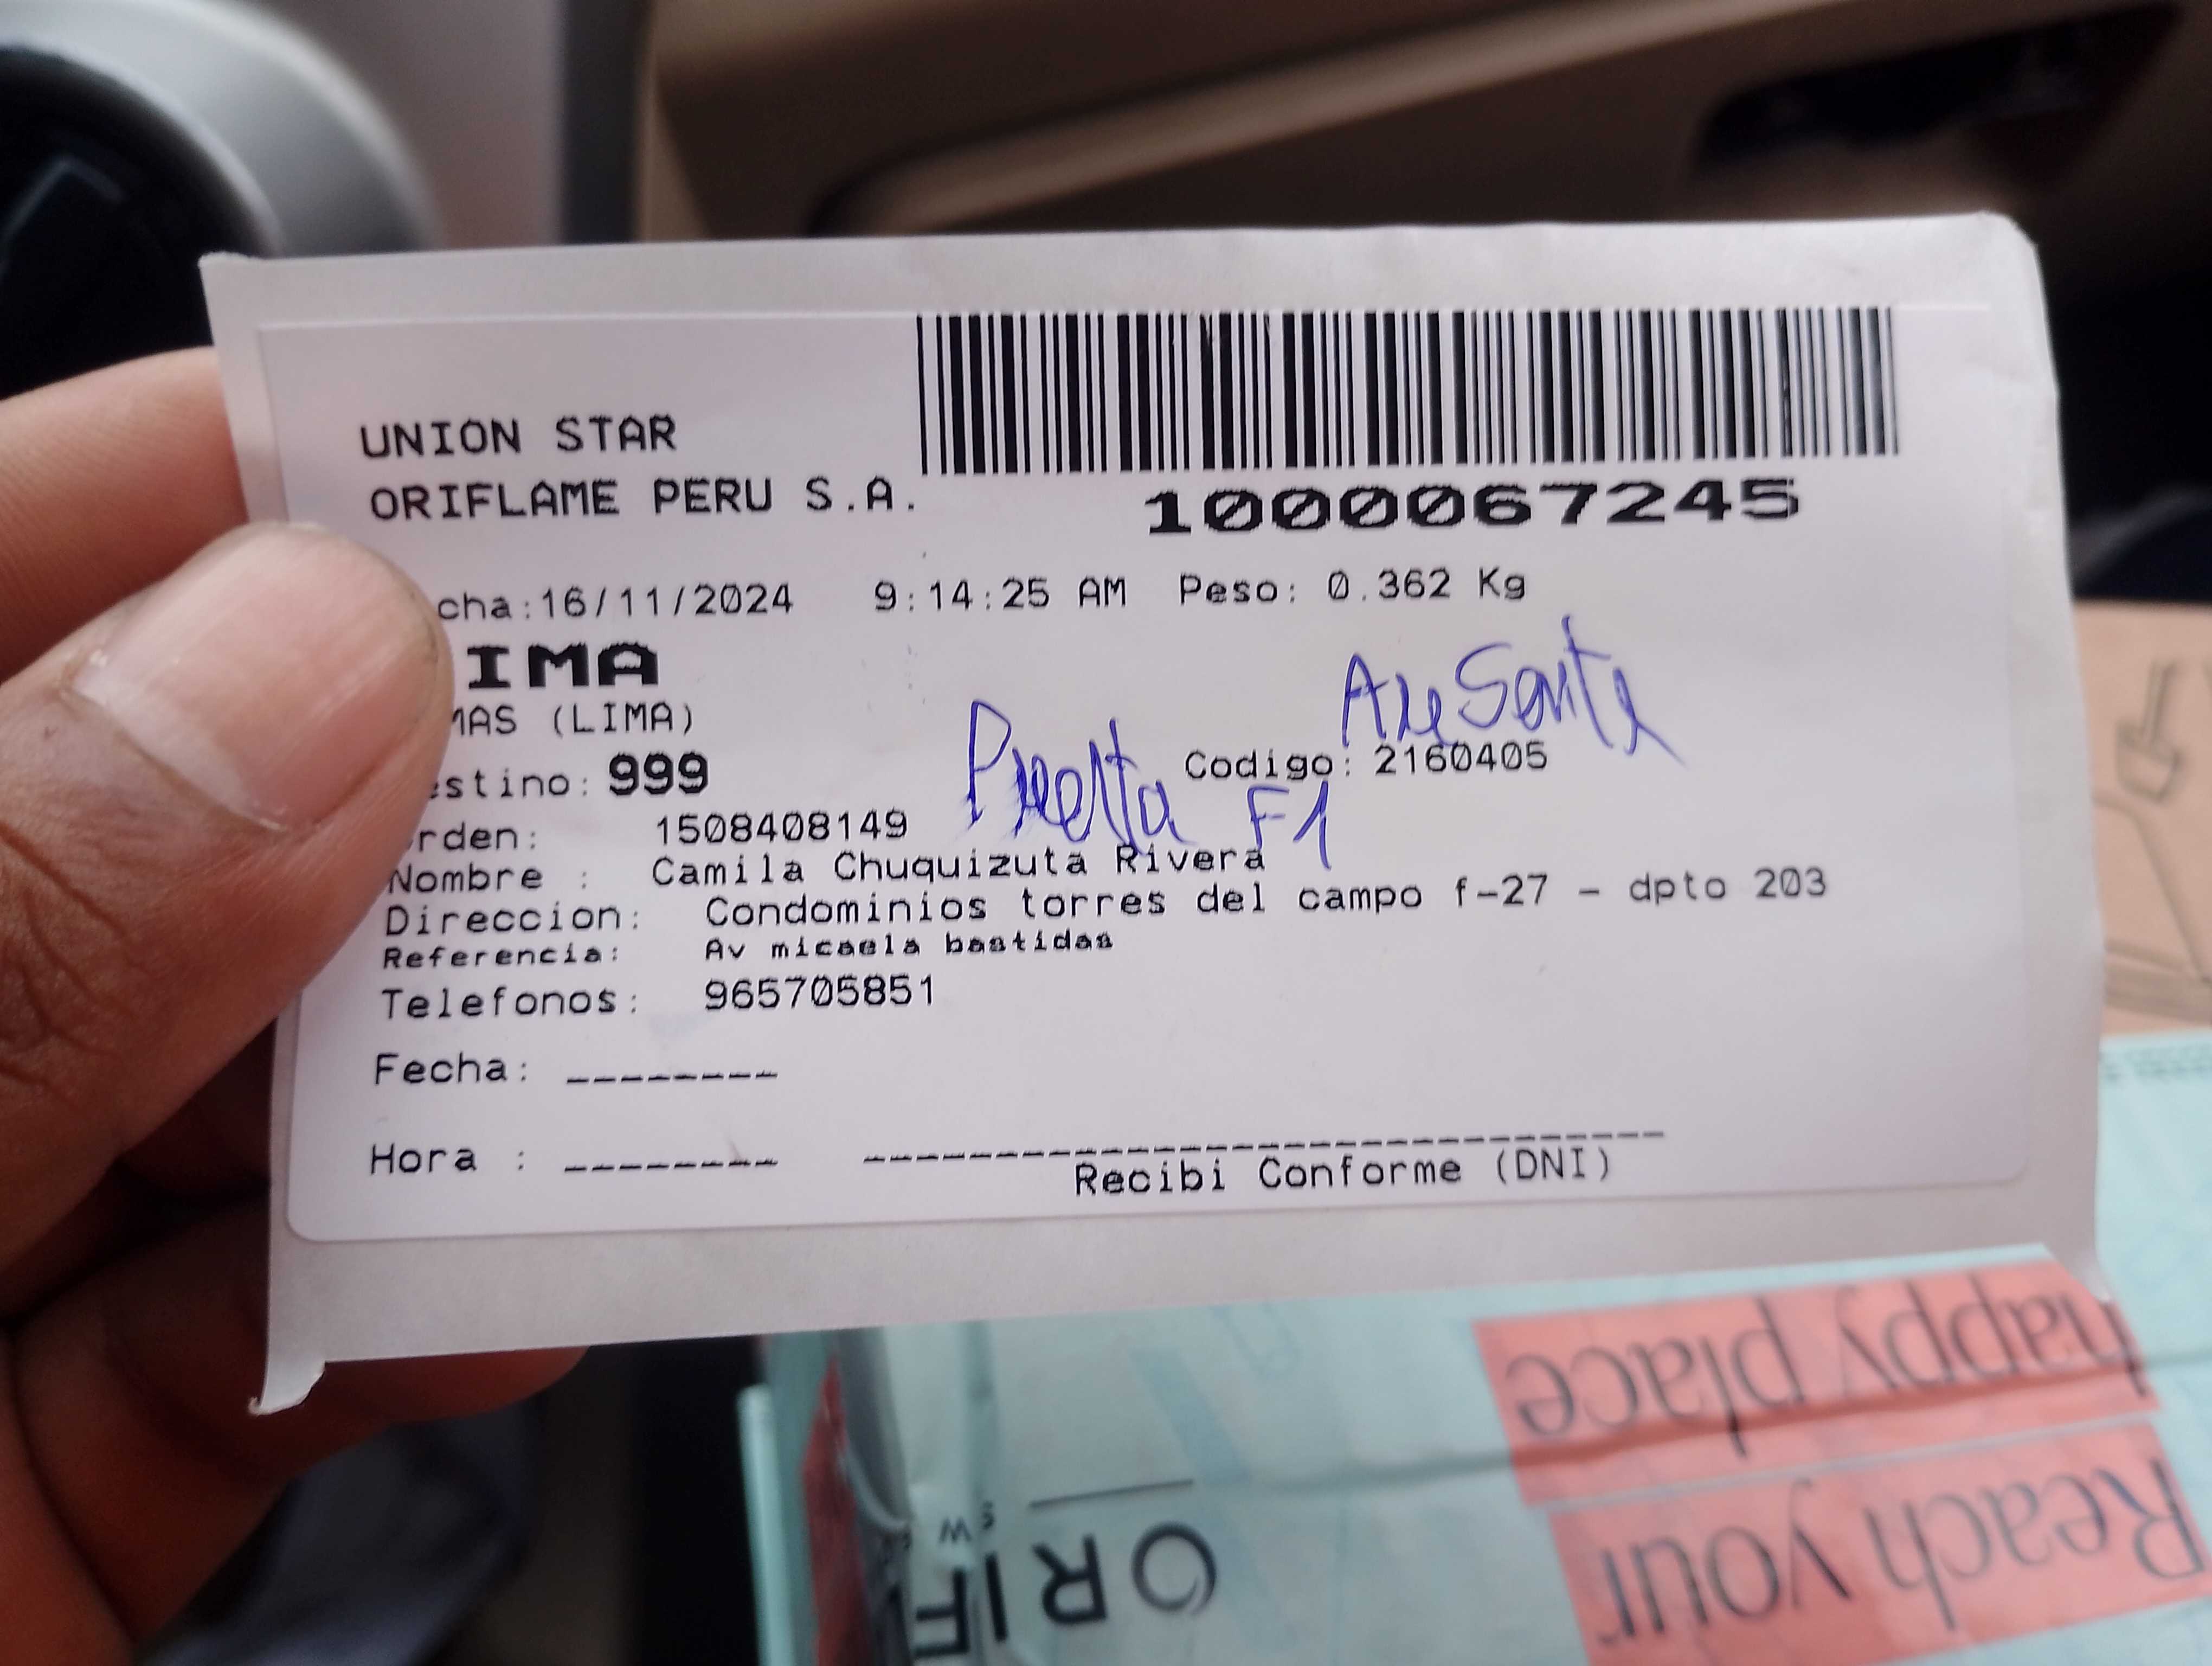 UNION STAR
ORIFLAME PERU S.A.
1000067245
cha:16/11/2024 9:14:25 AM Peso: 0.362 Kg
IMA
MAS (LIMA)
estino: 999
Codigo: 2160405
Puerta F1
rden: 1508408149
Nombre : Camila Chuquizuta Rivera
Direccion: Condominios torres del campo f-27 - dpto 203
Referencia: Av micaela bastidas
Telefonos: 965705851
Fecha: --------
Hora : --------
Recibi Conforme (DNI)
Reach your
happy place
ORIF